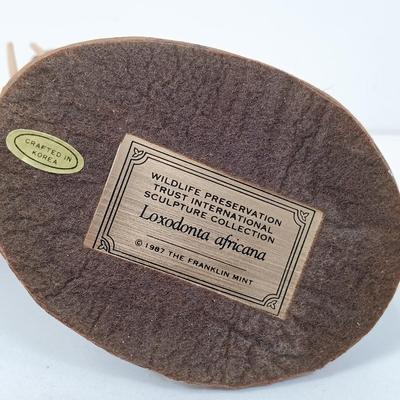 CRAFTED IN
KOREA
WILDLIFE PRESERVATION
TRUST INTERNATIONAL
SCULPTURE COLLECTION
Loxodonta africana
© 1987 THE FRANKLIN MINT